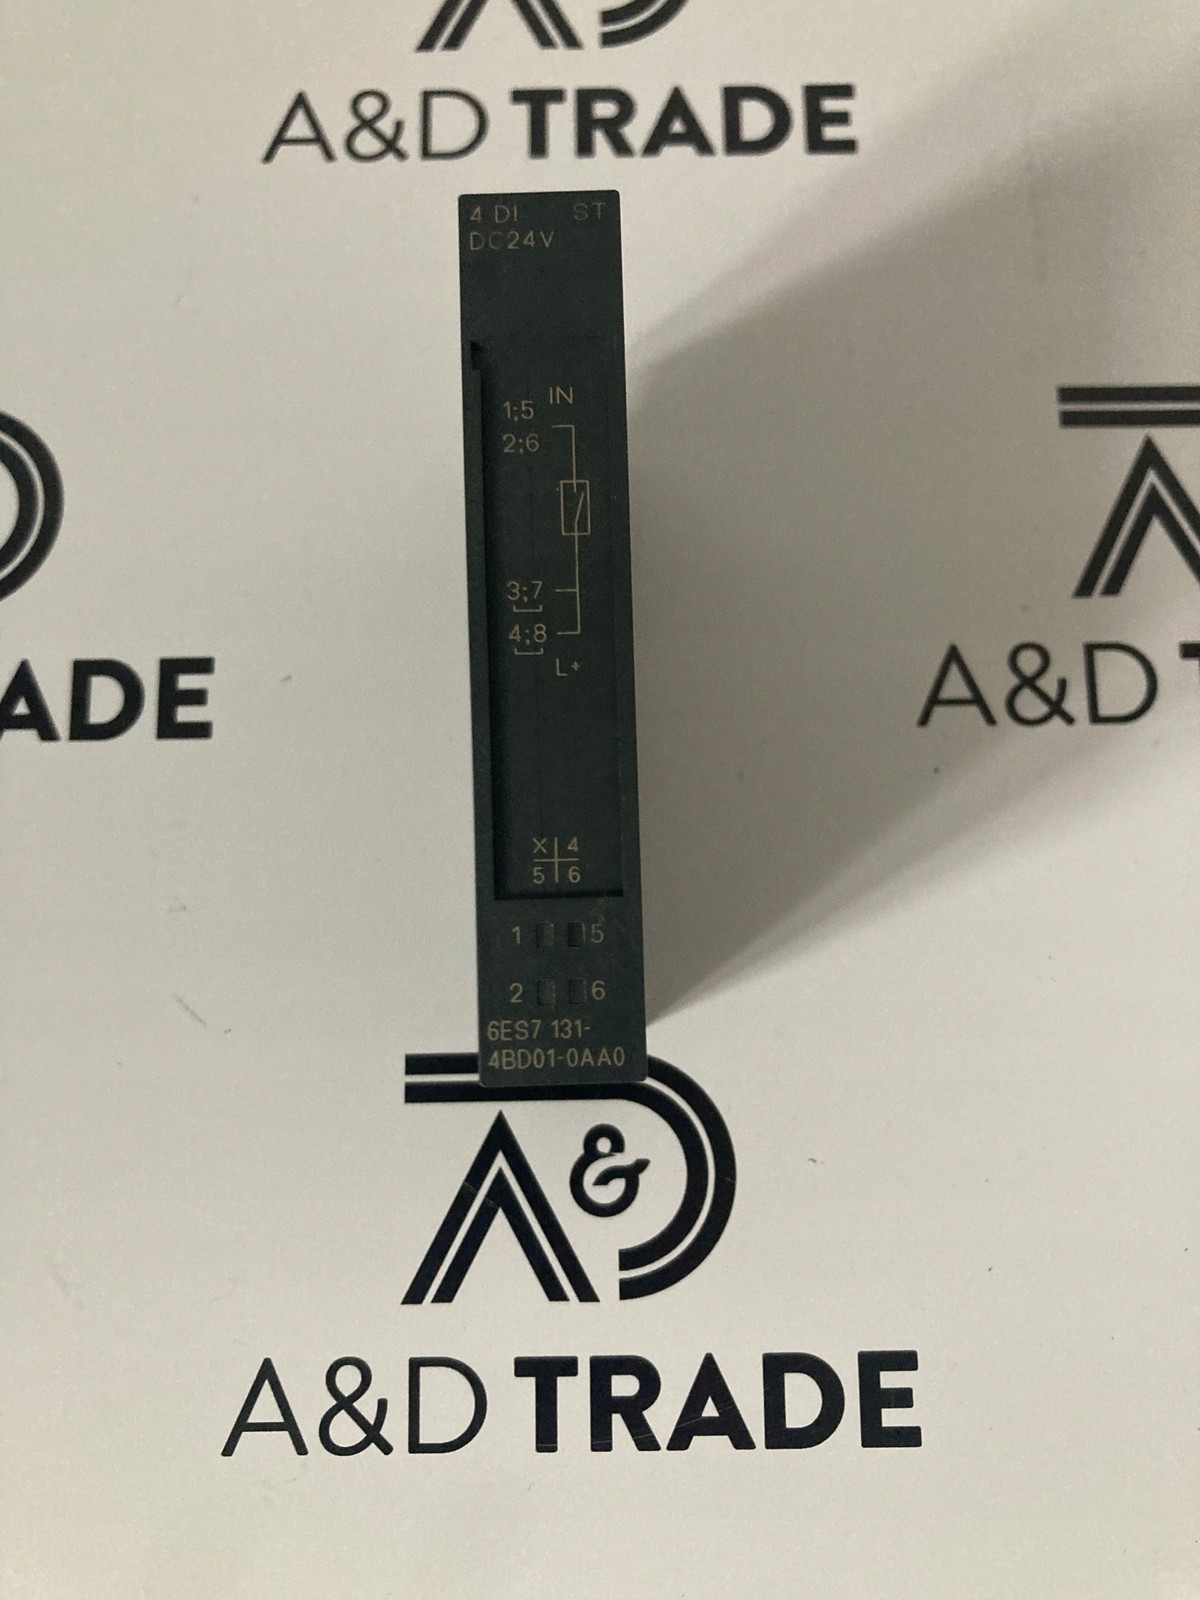 A&D TRADE
4 DI ST
DC24V
IN
1;5
2;6
3;7
4;8
L+
X 4
5 6
1 5
2 6
6ES7 131-
4BD01-0AA0
ADE
A&D T
A&D
A&D TRADE